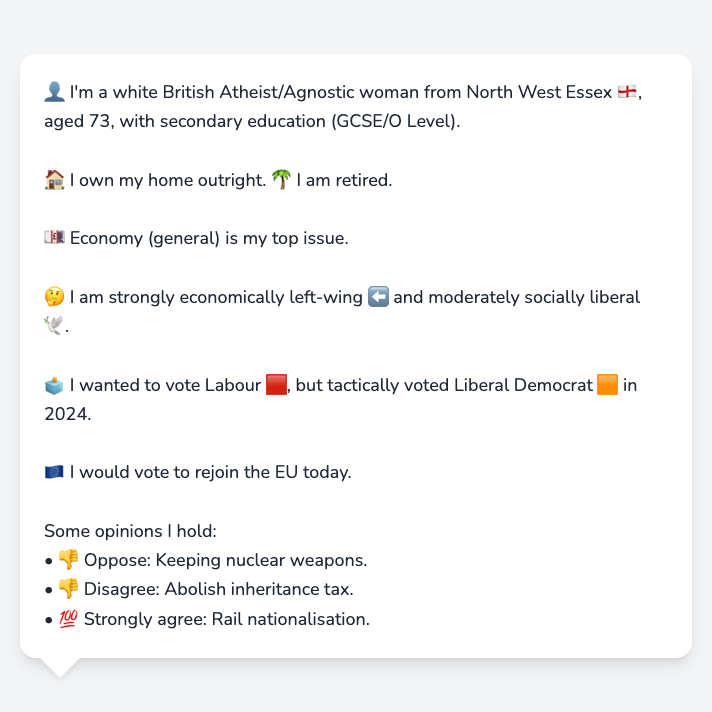 👤 I'm a white British Atheist/Agnostic woman from North West Essex 🏴󠁧󠁢󠁥󠁮󠁧󠁿,
aged 73, with secondary education (GCSE/O Level).
🏠 I own my home outright. 🌴 I am retired.
💷 Economy (general) is my top issue.
🤔 I am strongly economically left-wing ⬅️ and moderately socially liberal
🕊️.
🗳️ I wanted to vote Labour 🟥, but tactically voted Liberal Democrat 🟧 in
2024.
🇪🇺 I would vote to rejoin the EU today.
Some opinions I hold:
• 👎 Oppose: Keeping nuclear weapons.
• 👎 Disagree: Abolish inheritance tax.
• 💯 Strongly agree: Rail nationalisation.